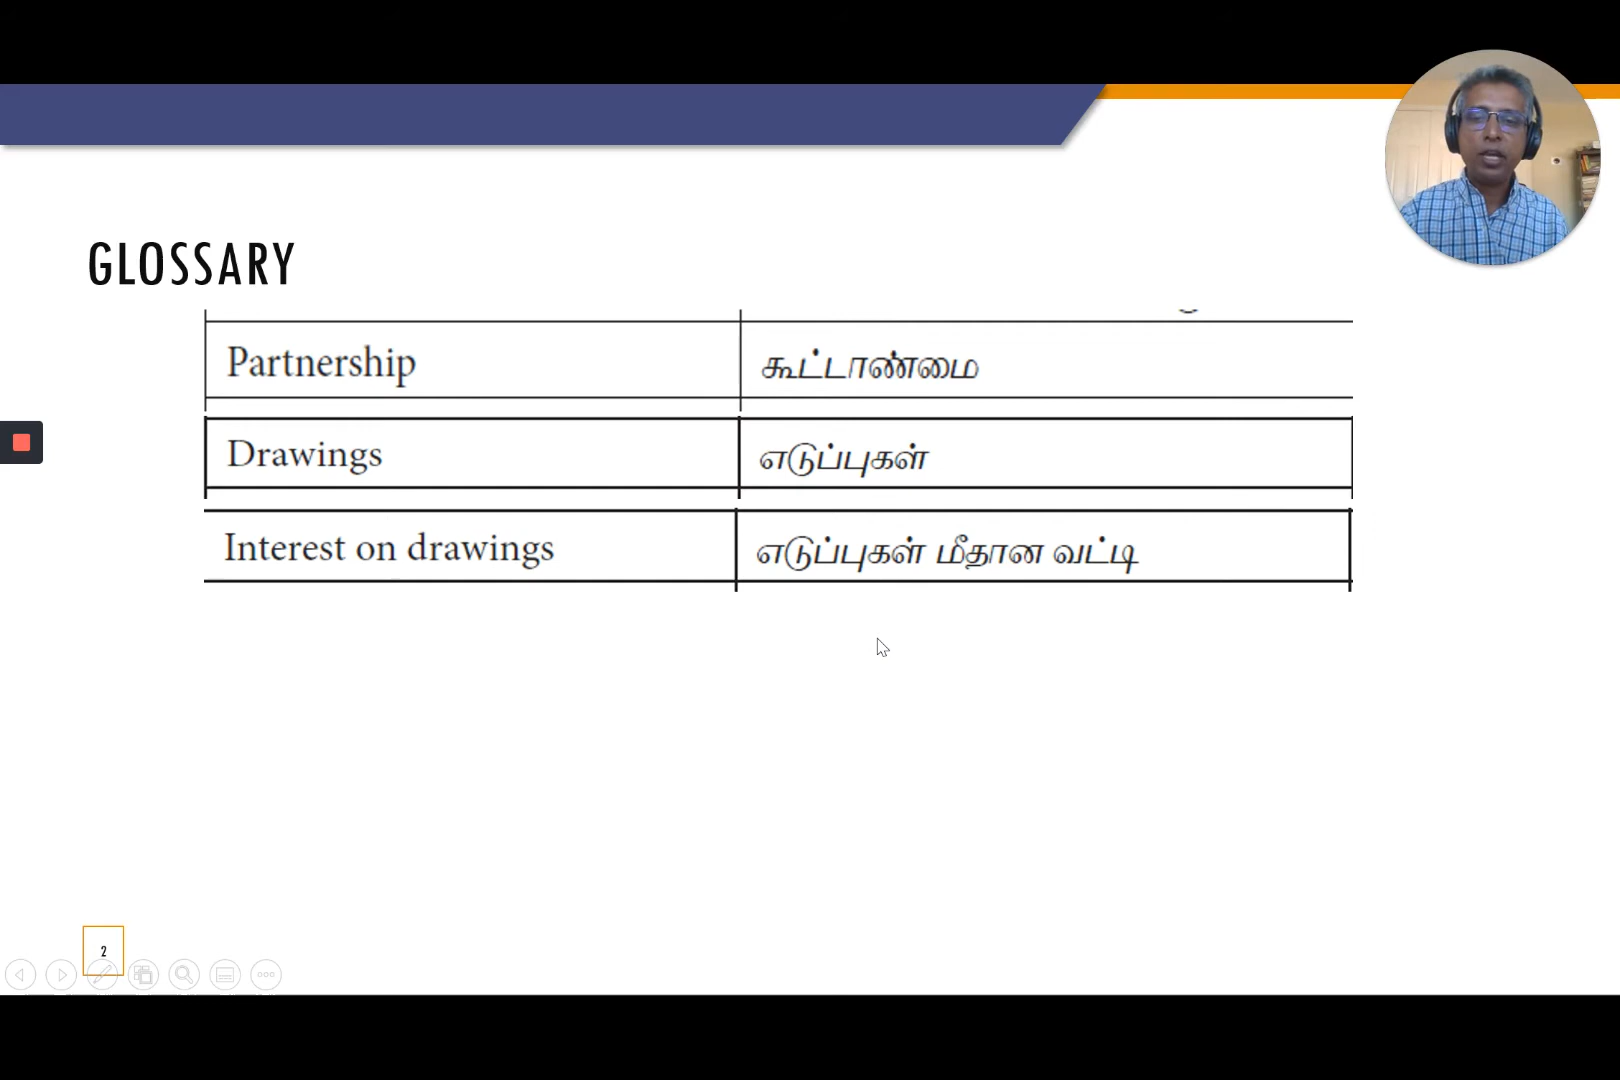 GLOSSARY
Partnership கூட்டாண்மை
Drawings எடுப்புகள்
Interest on drawings எடுப்புகள் மீதான வட்டி
2